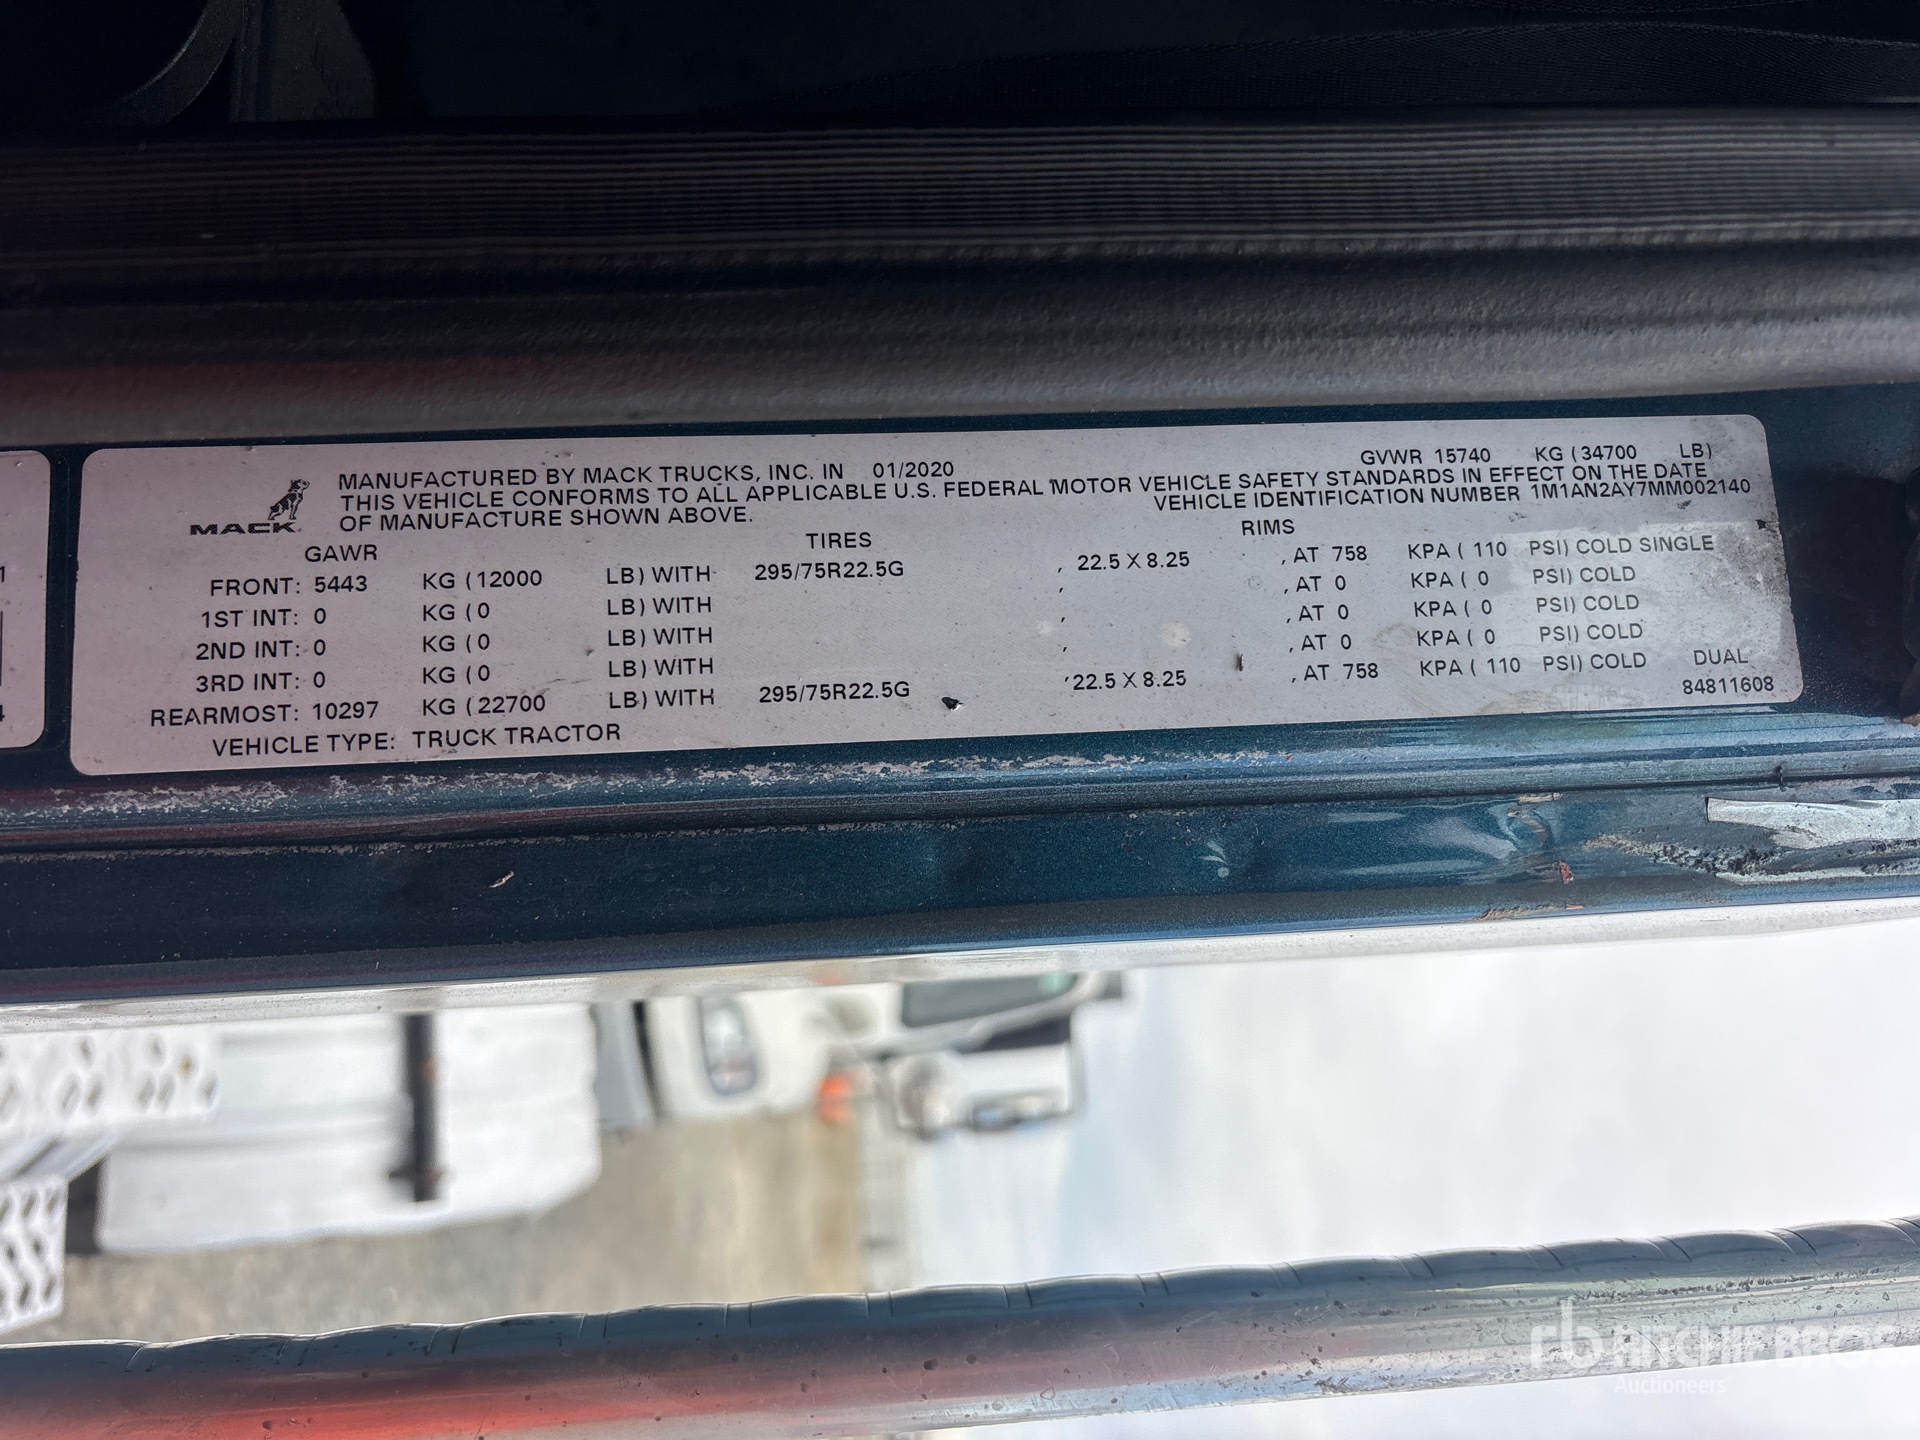 MACK
MANUFACTURED BY MACK TRUCKS, INC. IN 01/2020 GVWR 15740 KG (34700 LB)
THIS VEHICLE CONFORMS TO ALL APPLICABLE U.S. FEDERAL MOTOR VEHICLE SAFETY STANDARDS IN EFFECT ON THE DATE
OF MANUFACTURE SHOWN ABOVE. VEHICLE IDENTIFICATION NUMBER 1M1AN2AY7MM002140
GAWR TIRES RIMS
FRONT: 5443 KG (12000 LB) WITH 295/75R22.5G , 22.5 X 8.25 , AT 758 KPA ( 110 PSI) COLD SINGLE
1ST INT: 0 KG (0 LB) WITH , , AT 0 KPA ( 0 PSI) COLD
2ND INT: 0 KG (0 LB) WITH , , AT 0 KPA ( 0 PSI) COLD
3RD INT: 0 KG (0 LB) WITH , , AT 0 KPA ( 0 PSI) COLD
REARMOST: 10297 KG (22700 LB) WITH 295/75R22.5G , 22.5 X 8.25 , AT 758 KPA ( 110 PSI) COLD DUAL
VEHICLE TYPE: TRUCK TRACTOR 84811608
1
4
rb RITCHIE BROS
Auctioneers